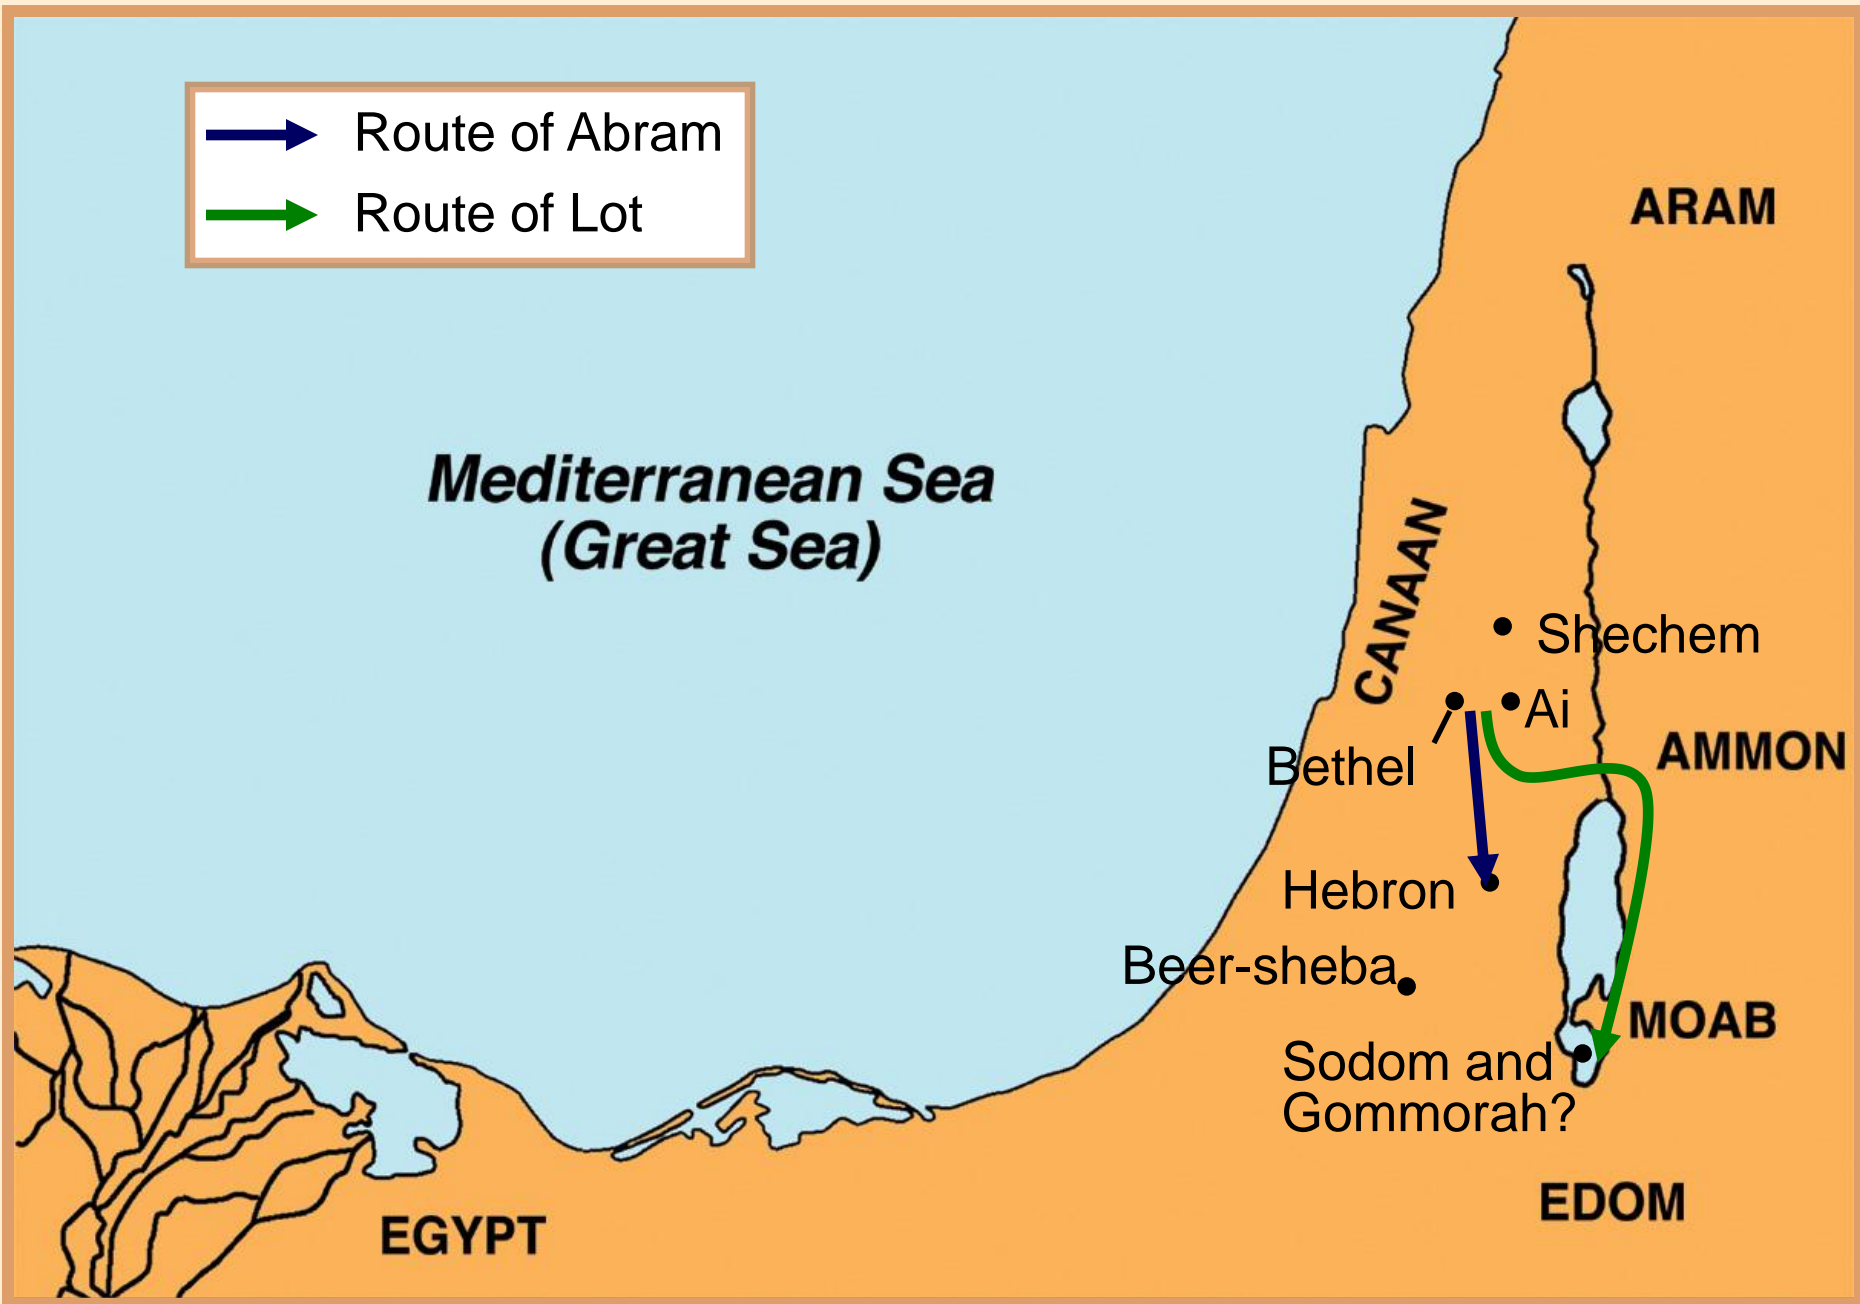 Route of Abram
Route of Lot
ARAM
Mediterranean Sea
(Great Sea)
CANAAN
Shechem
Ai
Bethel
AMMON
Hebron
Beer-sheba
MOAB
Sodom and
Gommorah?
EDOM
EGYPT